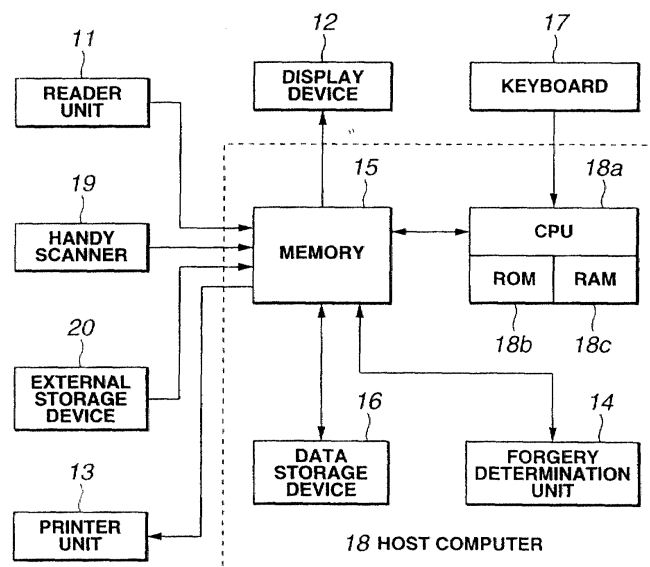 11
READER
UNIT
12
DISPLAY
DEVICE
17
KEYBOARD
19
HANDY
SCANNER
15
MEMORY
18a
CPU
ROM
RAM
18b
18c
20
EXTERNAL
STORAGE
DEVICE
16
DATA
STORAGE
DEVICE
14
FORGERY
DETERMINATION
UNIT
13
PRINTER
UNIT
18 HOST COMPUTER